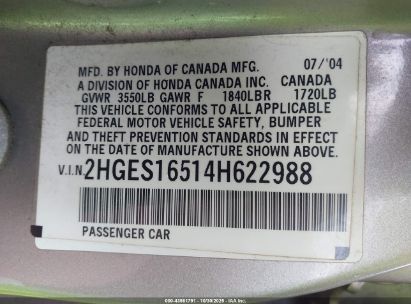 MFD. BY HONDA OF CANADA MFG. 07/'04
A DIVISION OF HONDA CANADA INC. CANADA
GVWR 3550LB GAWR F 1840LBR 1720LB
THIS VEHICLE CONFORMS TO ALL APPLICABLE
FEDERAL MOTOR VEHICLE SAFETY, BUMPER
AND THEFT PREVENTION STANDARDS IN EFFECT
ON THE DATE OF MANUFACTURE SHOWN ABOVE.
V.I.N. 2HGES16514H622988
PASSENGER CAR